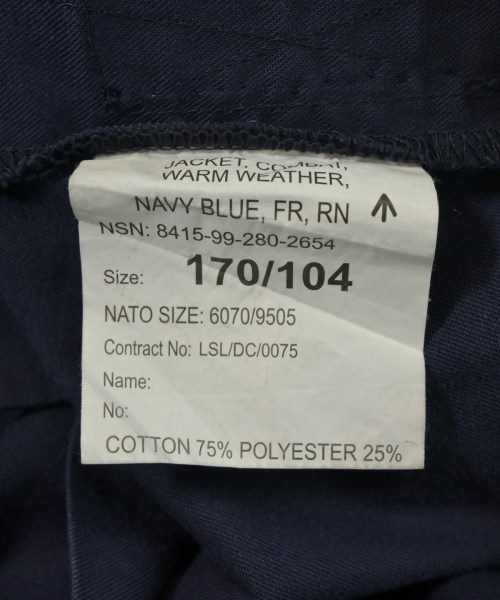 JACKET, COMBAT,
WARM WEATHER,
NAVY BLUE, FR, RN
NSN: 8415-99-280-2654
Size: 170/104
NATO SIZE: 6070/9505
Contract No: LSL/DC/0075
Name:
No:
COTTON 75% POLYESTER 25%